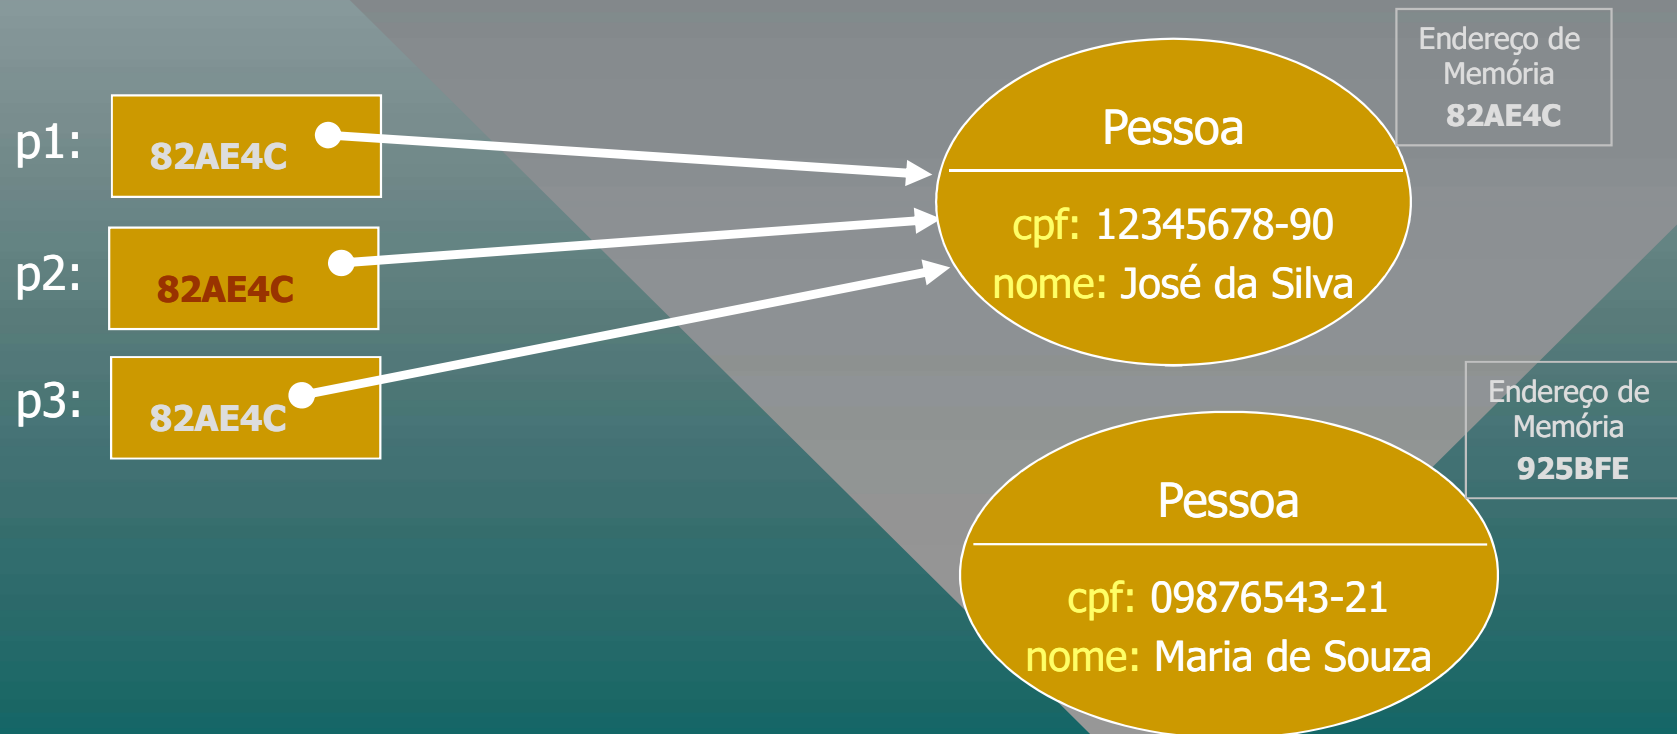 p1:
82AE4C
p2:
82AE4C
p3:
82AE4C
Pessoa
cpf: 12345678-90
nome: José da Silva
Endereço de
Memória
82AE4C
Pessoa
cpf: 09876543-21
nome: Maria de Souza
Endereço de
Memória
925BFE